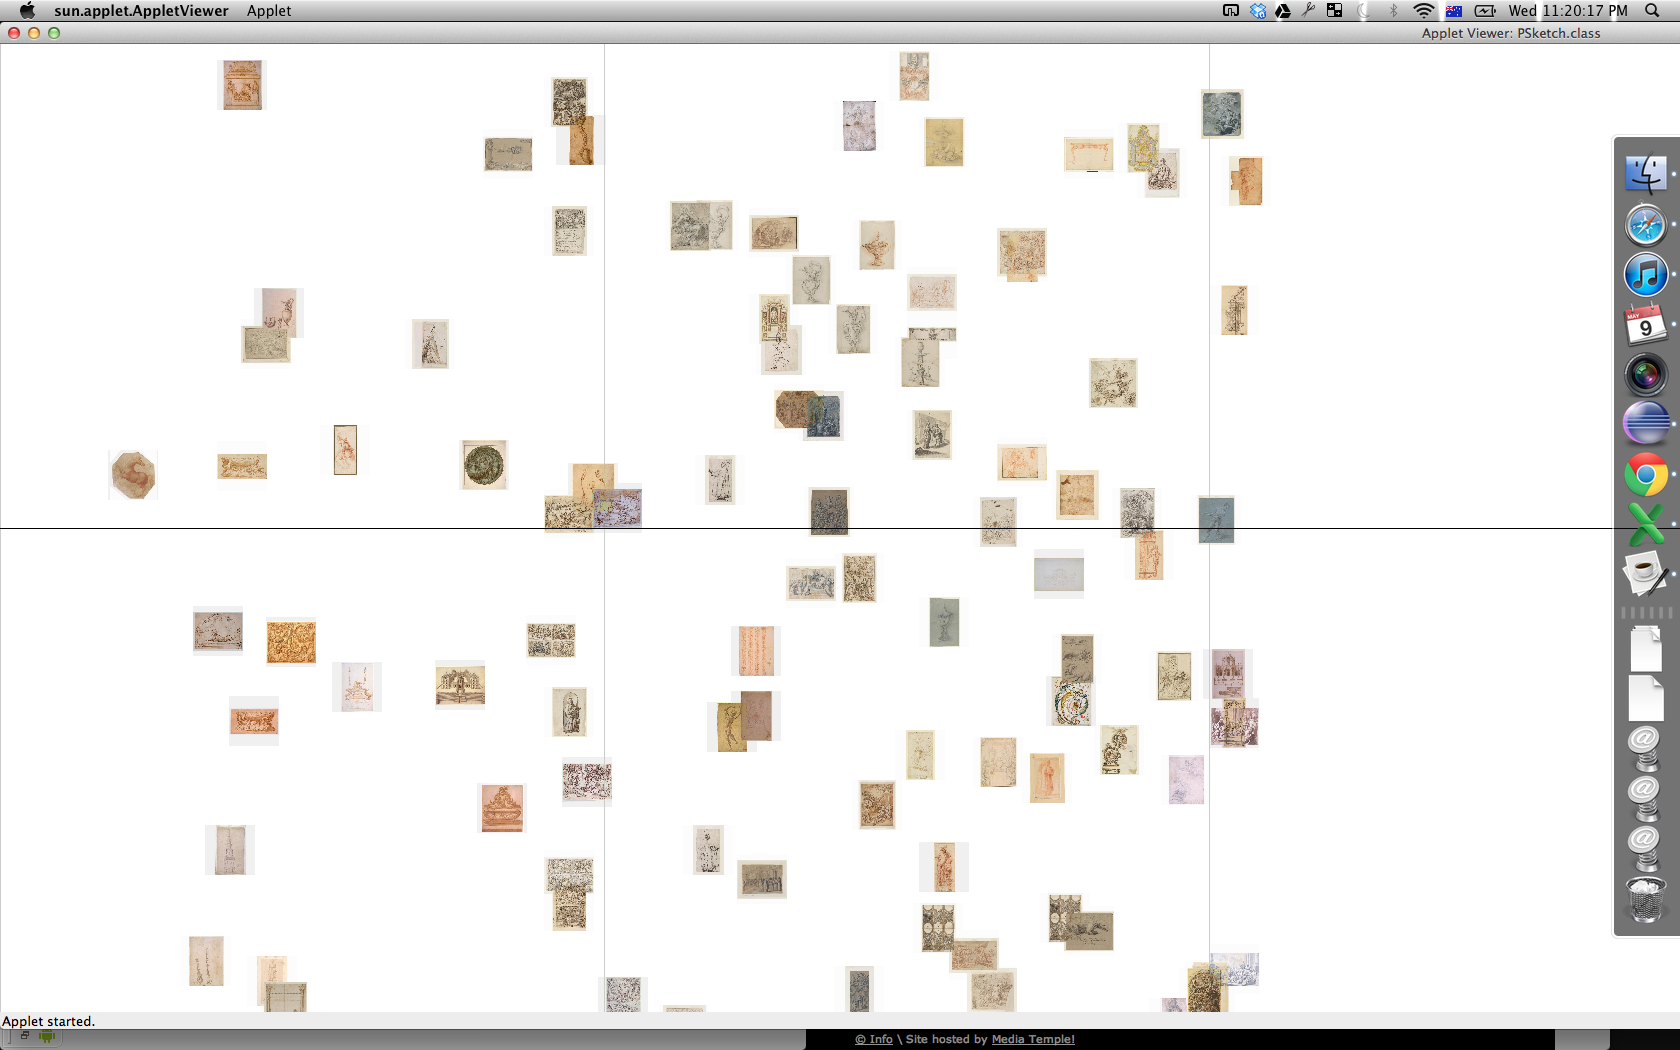 sun.applet.AppletViewer Applet Wed 11:20:17 PM
Applet Viewer: PSketch.class
MAY
9
Applet started.
© Info \ Site hosted by Media Temple!